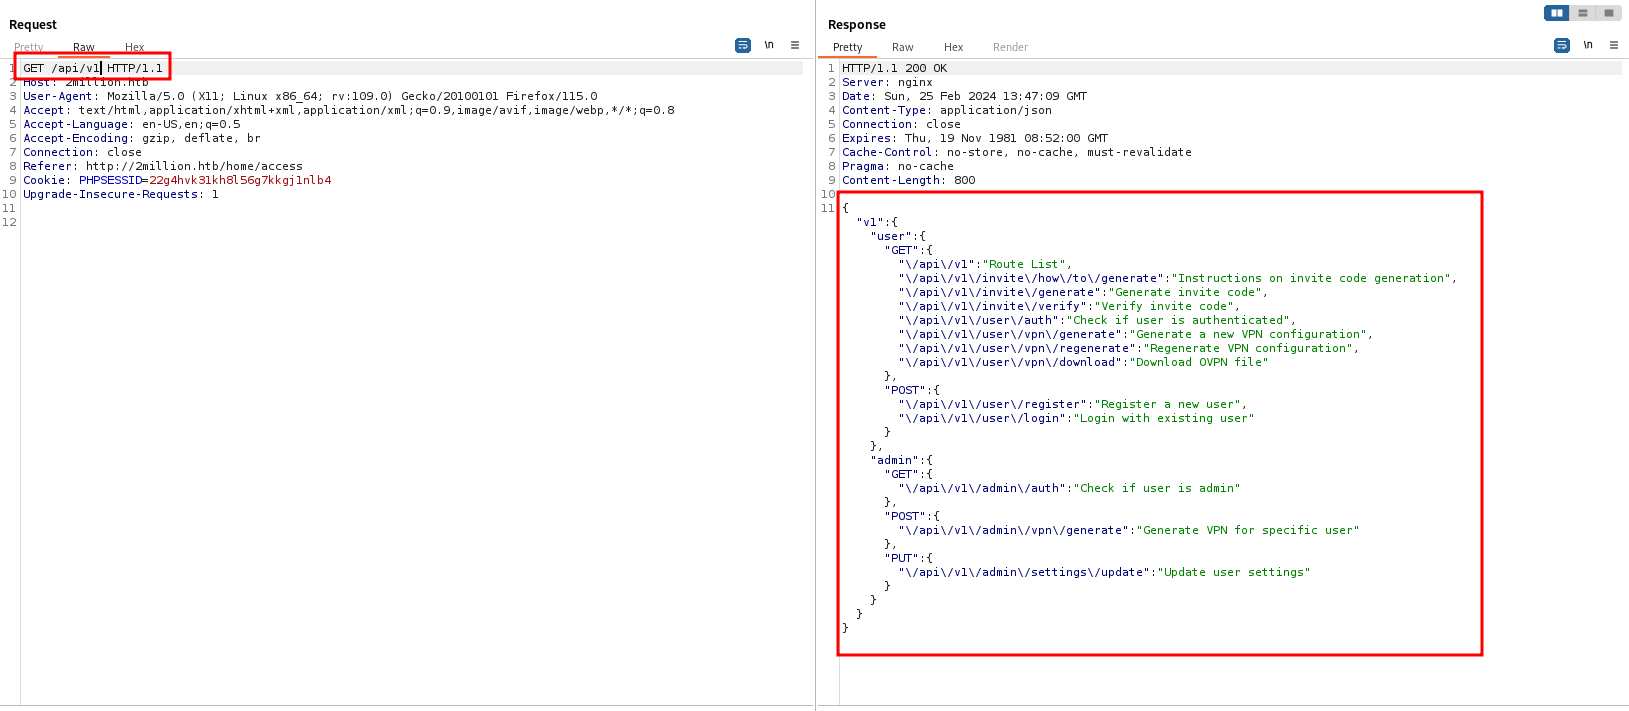 Request
Pretty Raw Hex
\n
1 GET /api/v1 HTTP/1.1
2 Host: 2million.htb
3 User-Agent: Mozilla/5.0 (X11; Linux x86_64; rv:109.0) Gecko/20100101 Firefox/115.0
4 Accept: text/html,application/xhtml+xml,application/xml;q=0.9,image/avif,image/webp,*/*;q=0.8
5 Accept-Language: en-US,en;q=0.5
6 Accept-Encoding: gzip, deflate, br
7 Connection: close
8 Referer: http://2million.htb/home/access
9 Cookie: PHPSESSID=22g4hvk31kh8l56g7kkgj1nlb4
10 Upgrade-Insecure-Requests: 1
11
12
Response
Pretty Raw Hex Render
\n
1 HTTP/1.1 200 OK
2 Server: nginx
3 Date: Sun, 25 Feb 2024 13:47:09 GMT
4 Content-Type: application/json
5 Connection: close
6 Expires: Thu, 19 Nov 1981 08:52:00 GMT
7 Cache-Control: no-store, no-cache, must-revalidate
8 Pragma: no-cache
9 Content-Length: 800
10
11 {
"v1":{
"user":{
"GET":{
"\/api\/v1":"Route List",
"\/api\/v1\/invite\/how\/to\/generate":"Instructions on invite code generation",
"\/api\/v1\/invite\/generate":"Generate invite code",
"\/api\/v1\/invite\/verify":"Verify invite code",
"\/api\/v1\/user\/auth":"Check if user is authenticated",
"\/api\/v1\/user\/vpn\/generate":"Generate a new VPN configuration",
"\/api\/v1\/user\/vpn\/regenerate":"Regenerate VPN configuration",
"\/api\/v1\/user\/vpn\/download":"Download OVPN file"
},
"POST":{
"\/api\/v1\/user\/register":"Register a new user",
"\/api\/v1\/user\/login":"Login with existing user"
}
},
"admin":{
"GET":{
"\/api\/v1\/admin\/auth":"Check if user is admin"
},
"POST":{
"\/api\/v1\/admin\/vpn\/generate":"Generate VPN for specific user"
},
"PUT":{
"\/api\/v1\/admin\/settings\/update":"Update user settings"
}
}
}
}